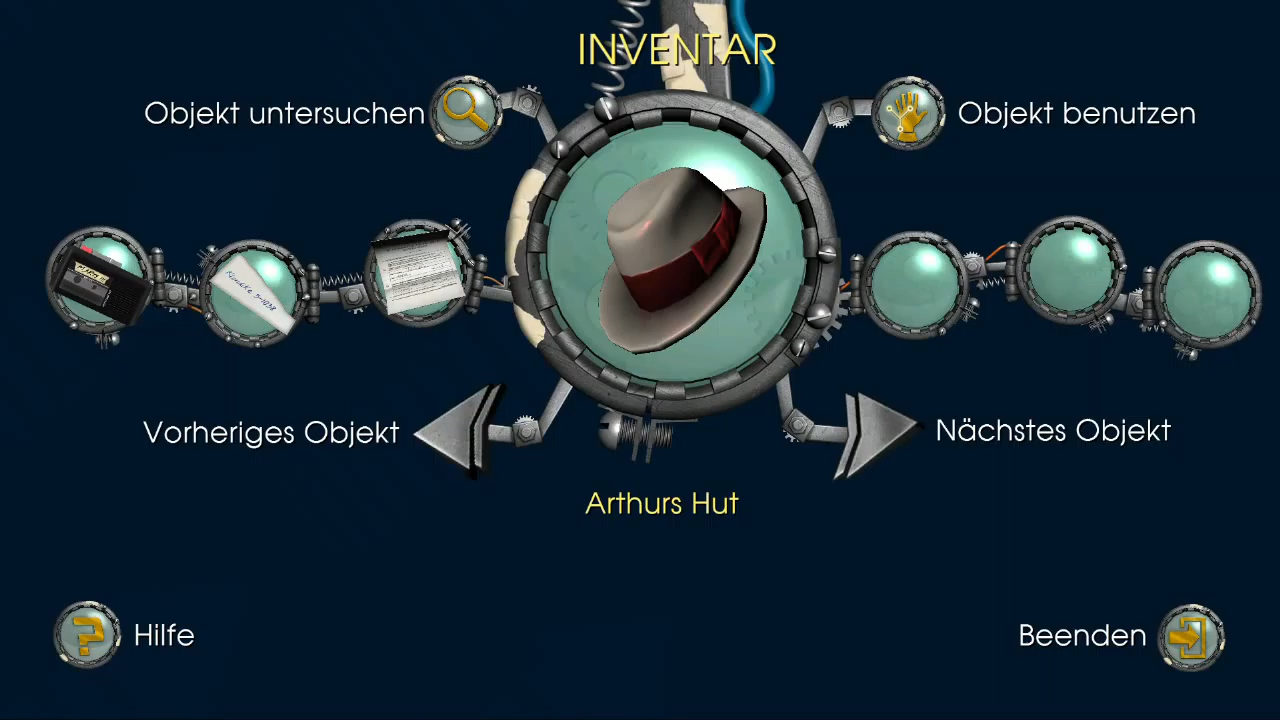 INVENTAR
Objekt untersuchen
Objekt benutzen
Vorheriges Objekt
Nächstes Objekt
Arthurs Hut
Hilfe
Beenden